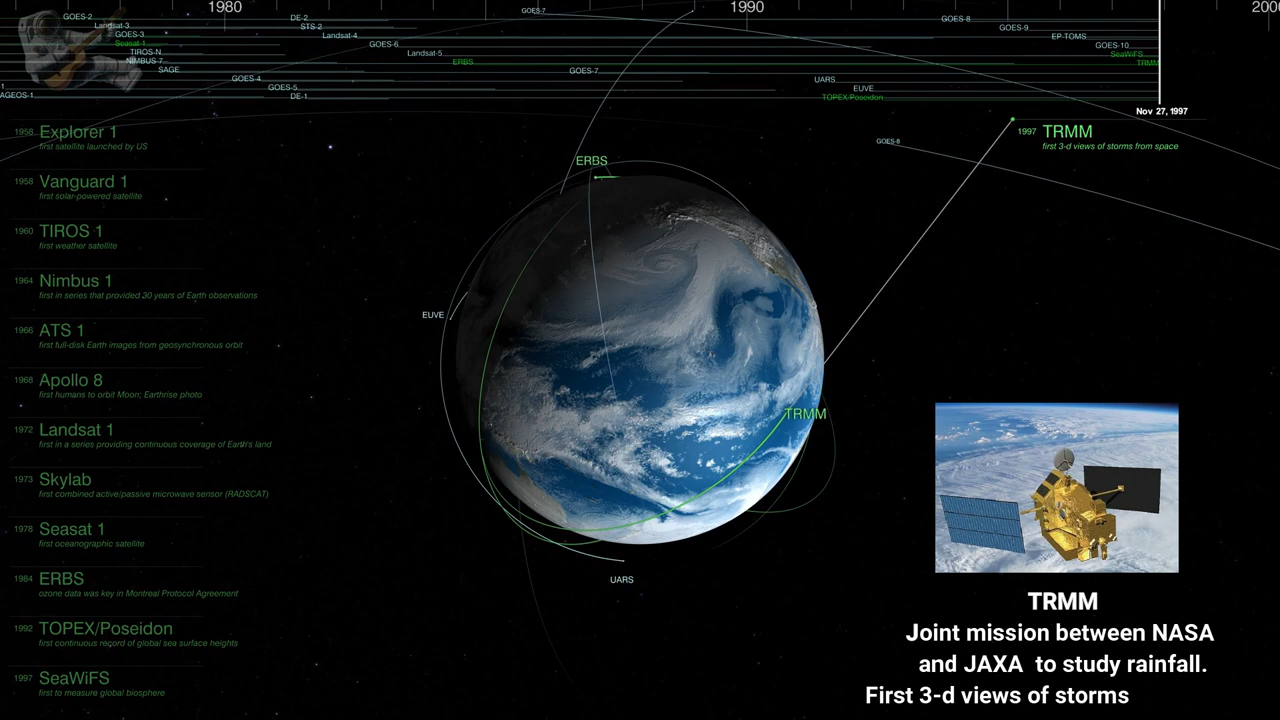 1980
1990
2000
GOES-2
DE-2
GOES-7
GOES-8
Landsat-3
STS-2
GOES-9
GOES-3
Landsat-4
EP-TOMS
Seasat-1
GOES-6
GOES-10
TIROS-N
Landsat-5
SeaWiFS
NIMBUS-7
ERBS
TRMM
SAGE
GOES-7
GOES-4
UARS
GOES-5
EUVE
1
AGEOS-1
DE-1
TOPEX/Poseidon
Nov 27, 1997
1958 Explorer 1
first satellite launched by US
1958 Vanguard 1
first solar-powered satellite
1960 TIROS 1
first weather satellite
1964 Nimbus 1
first in series that provided 30 years of Earth observations
1966 ATS 1
first full-disk Earth images from geosynchronous orbit
1968 Apollo 8
first humans to orbit Moon; Earthrise photo
1972 Landsat 1
first in a series providing continuous coverage of Earth's land
1973 Skylab
first combined active/passive microwave sensor (RADSCAT)
1978 Seasat 1
first oceanographic satellite
1984 ERBS
ozone data was key in Montreal Protocol Agreement
1992 TOPEX/Poseidon
first continuous record of global sea surface heights
1997 SeaWiFS
first to measure global biosphere
ERBS
EUVE
TRMM
UARS
GOES-8
1997 TRMM
first 3-d views of storms from space
TRMM
Joint mission between NASA
and JAXA to study rainfall.
First 3-d views of storms